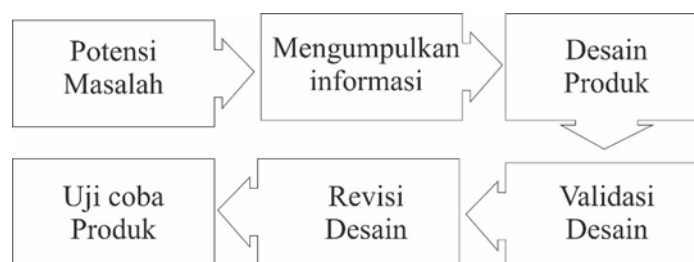 Potensi
Masalah
Mengumpulkan
informasi
Desain
Produk
Validasi
Desain
Revisi
Desain
Uji coba
Produk